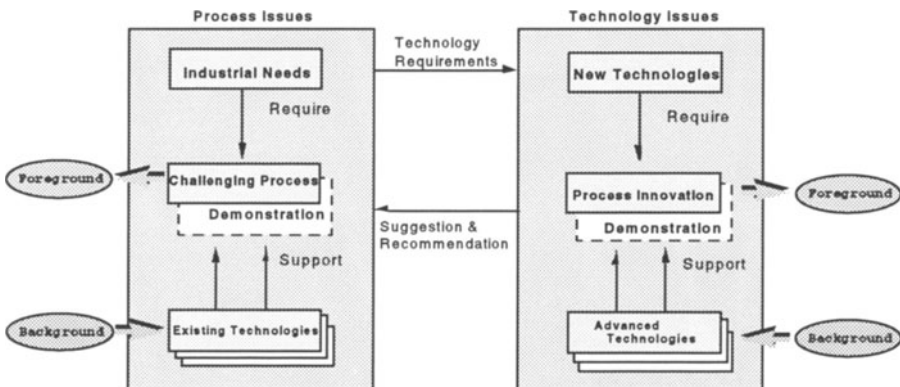 Process Issues
Technology Issues
Industrial Needs
Technology
Requirements
New Technologies
Require
Require
Foreground
Challenging Process
Demonstration
Process Innovation
Demonstration
Foreground
Suggestion &
Recommendation
Support
Support
Background
Existing Technologies
Advanced
Technologies
Background